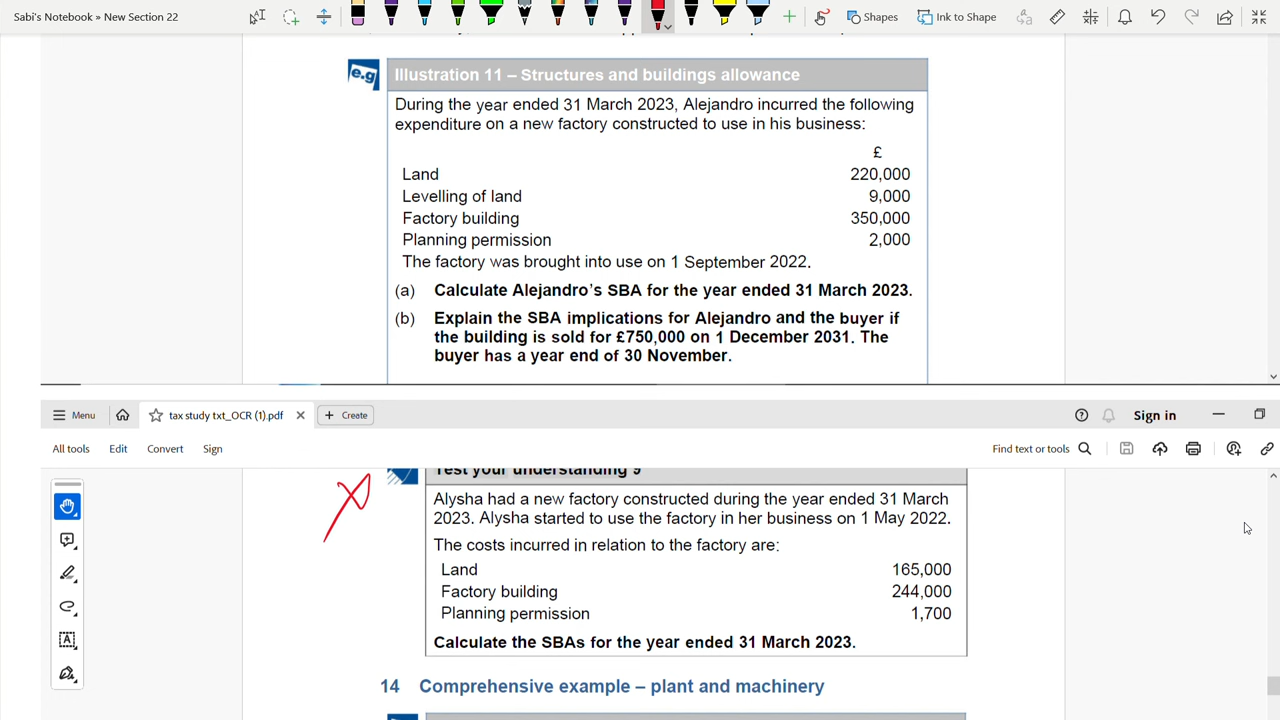 Sabi's Notebook » New Section 22
Shapes
Ink to Shape
e.g
Illustration 11 – Structures and buildings allowance
During the year ended 31 March 2023, Alejandro incurred the following
expenditure on a new factory constructed to use in his business:
£
Land 220,000
Levelling of land 9,000
Factory building 350,000
Planning permission 2,000
The factory was brought into use on 1 September 2022.
(a) Calculate Alejandro's SBA for the year ended 31 March 2023.
(b) Explain the SBA implications for Alejandro and the buyer if
the building is sold for £750,000 on 1 December 2031. The
buyer has a year end of 30 November.
Menu
tax study txt_OCR (1).pdf
Create
Sign in
All tools Edit Convert Sign
Find text or tools
Test your understanding 9
Alysha had a new factory constructed during the year ended 31 March
2023. Alysha started to use the factory in her business on 1 May 2022.
The costs incurred in relation to the factory are:
Land 165,000
Factory building 244,000
Planning permission 1,700
Calculate the SBAs for the year ended 31 March 2023.
14 Comprehensive example – plant and machinery